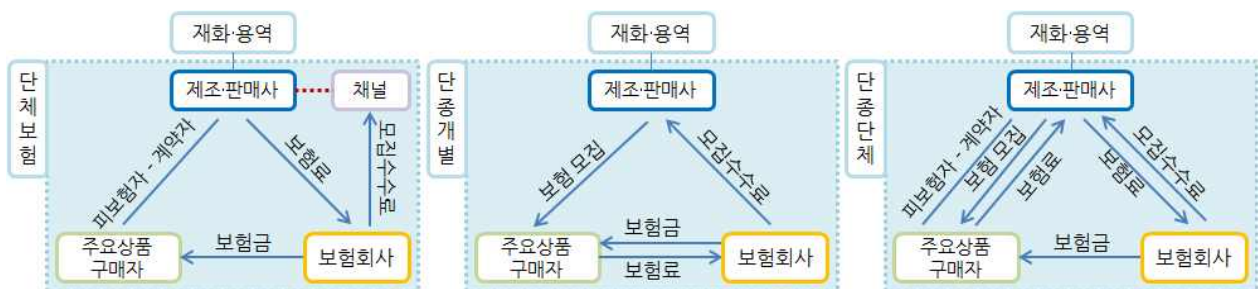 재화·용역
단체보험
제조·판매사
채널
피보험자 - 계약자
보험료
모집수수료
주요상품
구매자
보험금
보험회사
재화·용역
단종개별
제조·판매사
보험 모집
모집수수료
주요상품
구매자
보험금
보험료
보험회사
재화·용역
단종단체
제조·판매사
피보험자 - 계약자
보험 모집
보험료
보험료
모집수수료
주요상품
구매자
보험금
보험회사